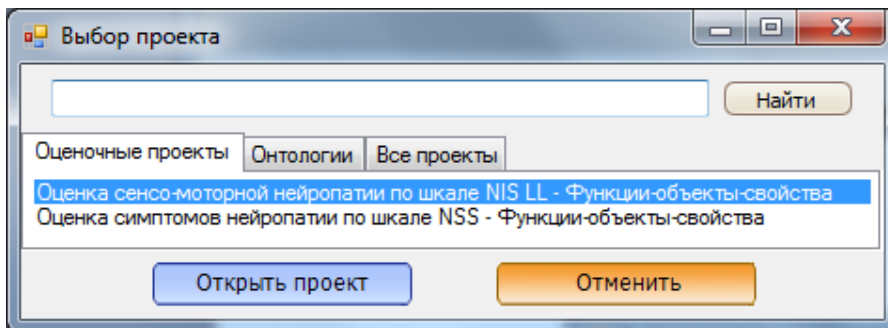 Выбор проекта
Найти
Оценочные проекты Онтологии Все проекты
Оценка сенсо-моторной нейропатии по шкале NIS LL - Функции-объекты-свойства
Оценка симптомов нейропатии по шкале NSS - Функции-объекты-свойства
Открыть проект Отменить